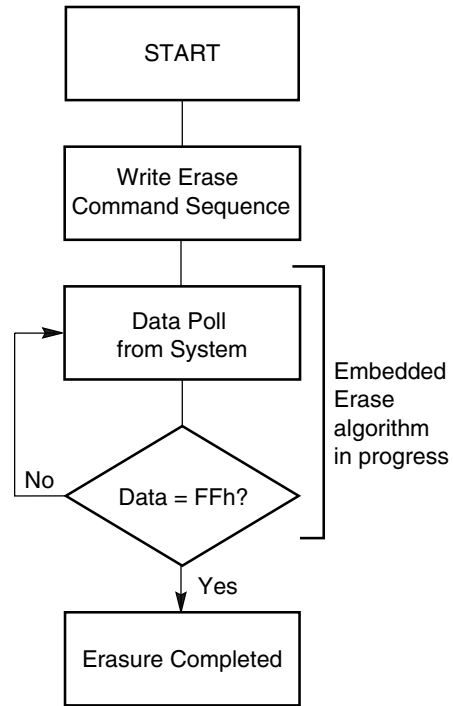 START
Write Erase
Command Sequence
Data Poll
from System
Embedded
Erase
algorithm
in progress
No
Data = FFh?
Yes
Erasure Completed